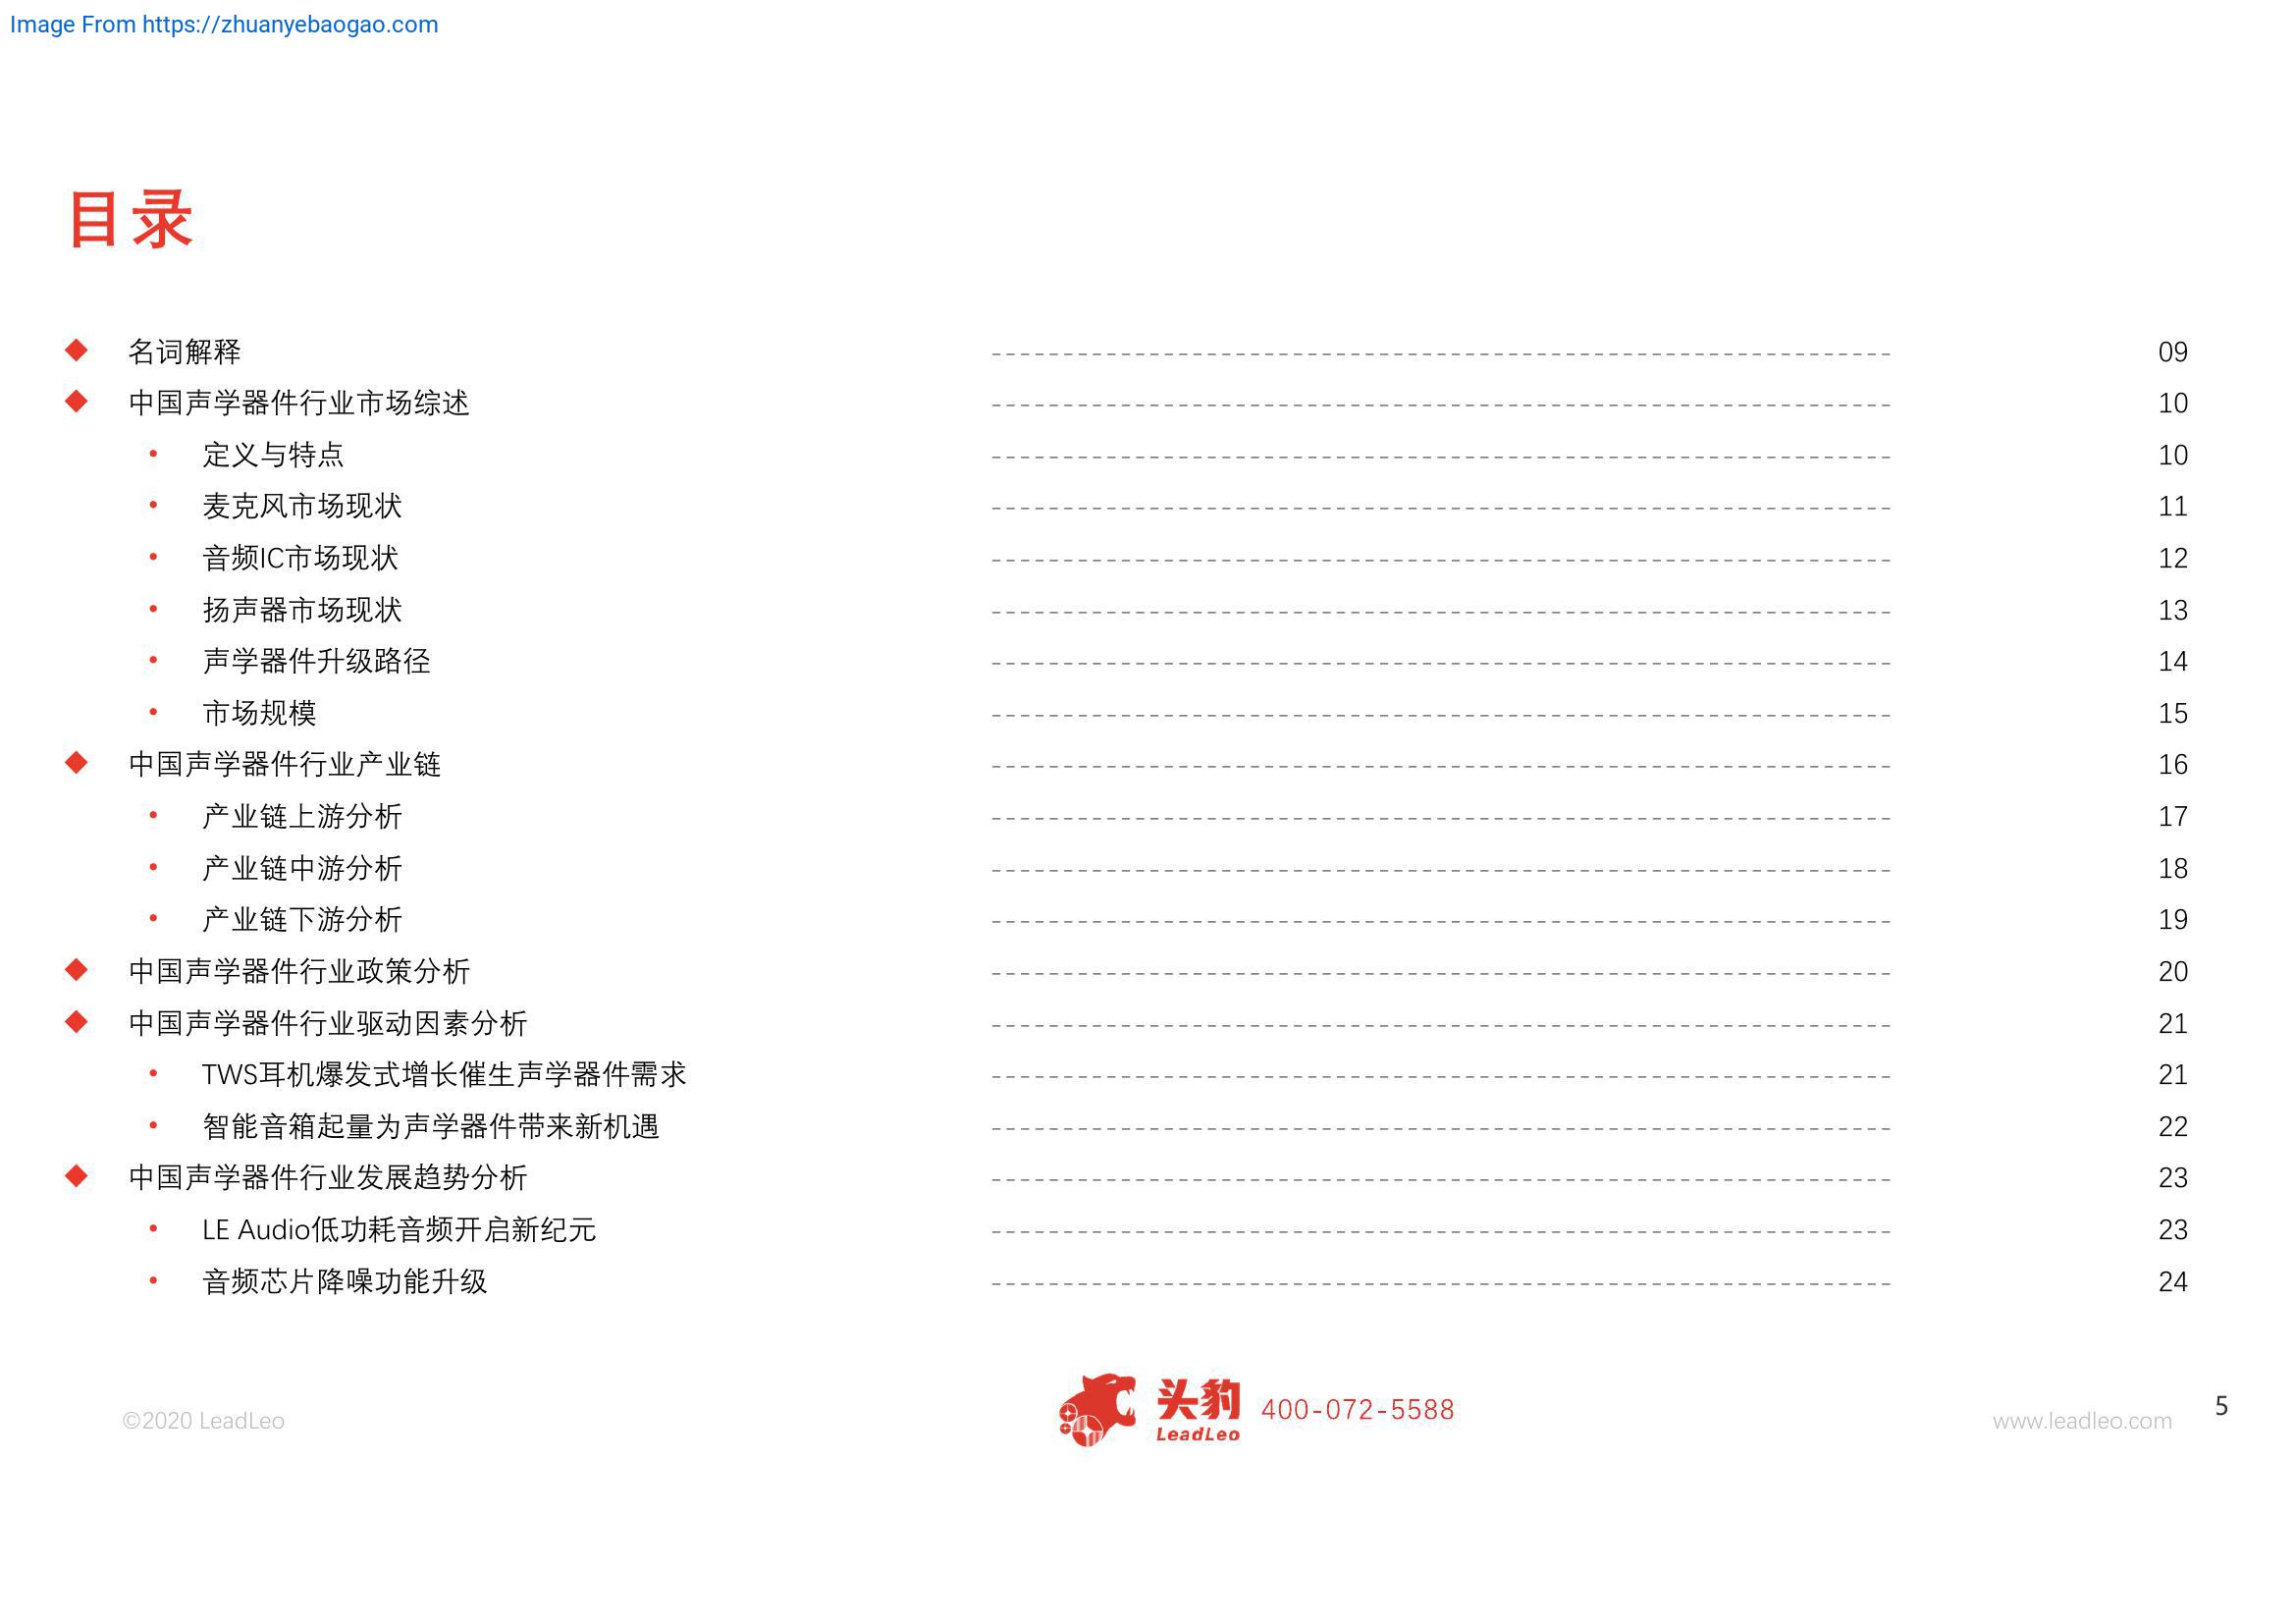 Image From https://zhuanyebaogao.com
目录
◆ 名词解释 09
◆ 中国声学器件行业市场综述 10
• 定义与特点 10
• 麦克风市场现状 11
• 音频IC市场现状 12
• 扬声器市场现状 13
• 声学器件升级路径 14
• 市场规模 15
◆ 中国声学器件行业产业链 16
• 产业链上游分析 17
• 产业链中游分析 18
• 产业链下游分析 19
◆ 中国声学器件行业政策分析 20
◆ 中国声学器件行业驱动因素分析 21
• TWS耳机爆发式增长催生声学器件需求 21
• 智能音箱起量为声学器件带来新机遇 22
◆ 中国声学器件行业发展趋势分析 23
• LE Audio低功耗音频开启新纪元 23
• 音频芯片降噪功能升级 24
©2020 LeadLeo
头豹
LeadLeo
400-072-5588
www.leadleo.com
5